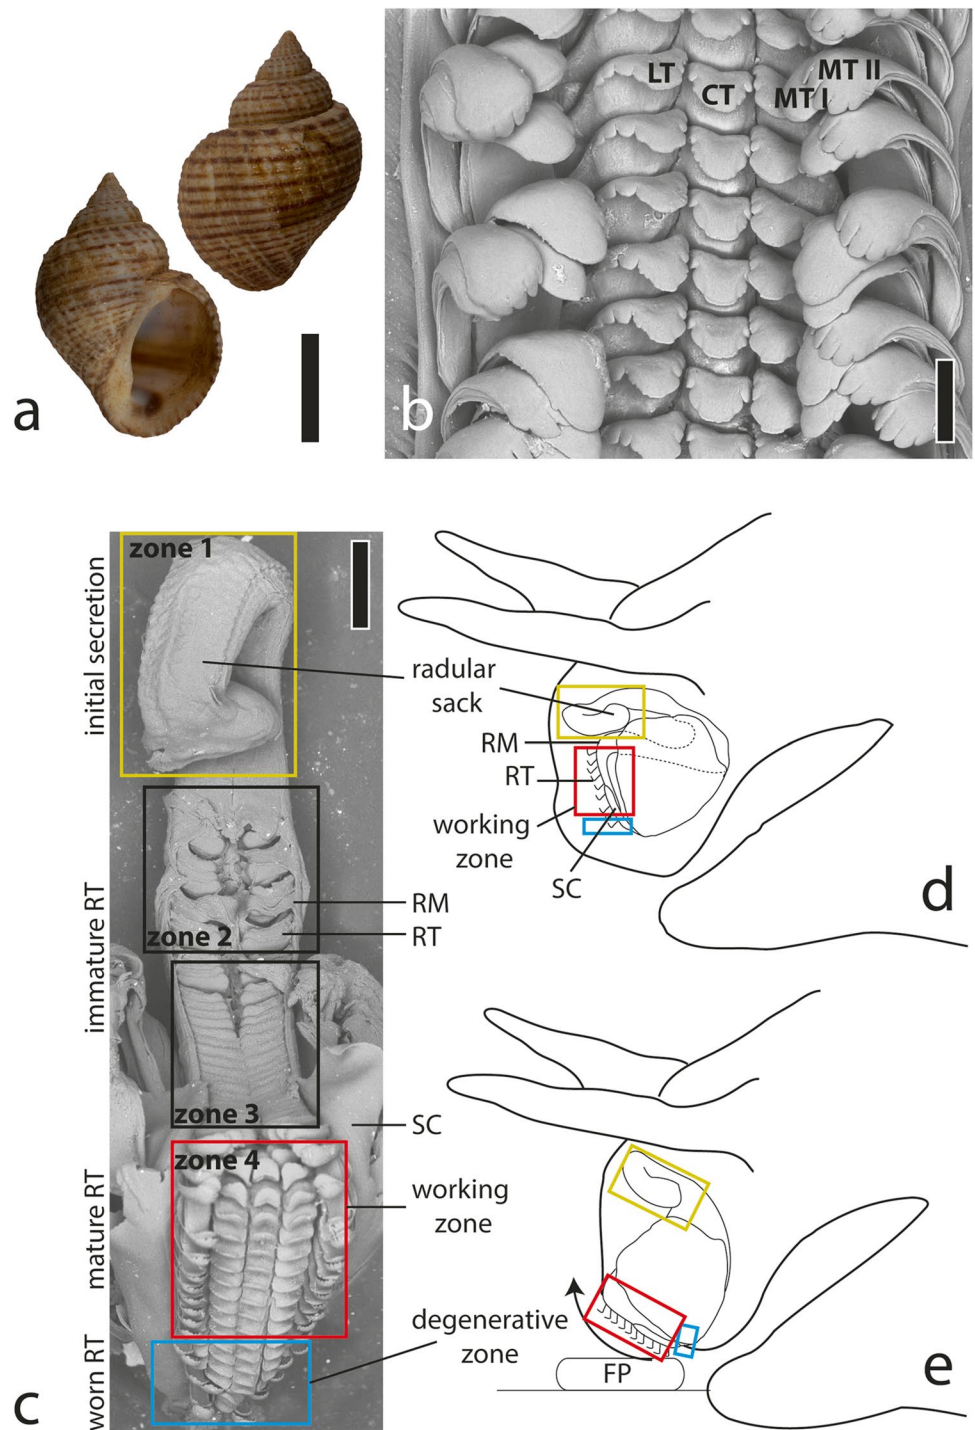 a
LT
CT
MT I
MT II
b
initial secretion
immature RT
mature RT
worn RT
zone 1
zone 2
zone 3
zone 4
radular
sack
RM
RT
SC
working
zone
degenerative
zone
c
RM
RT
working
zone
SC
d
FP
e